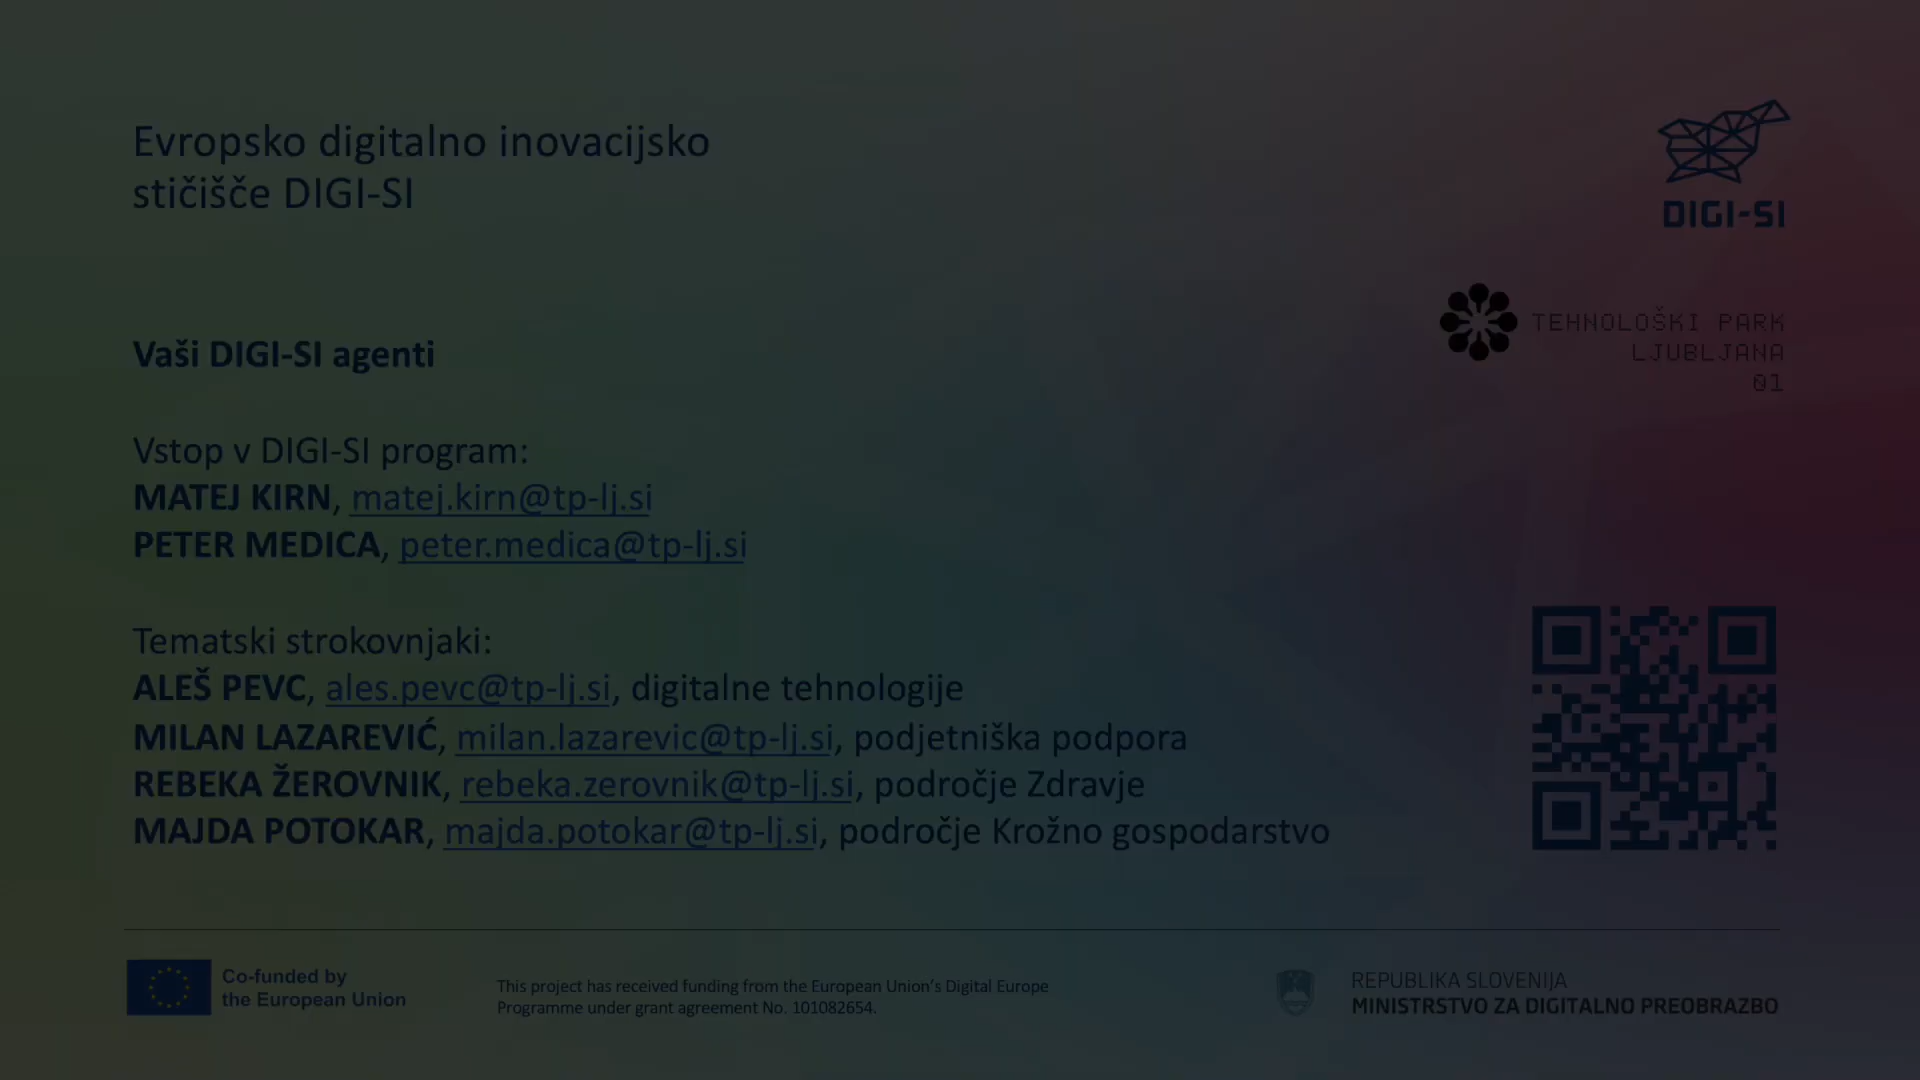 Evropsko digitalno inovacijsko
stičišče DIGI-SI
DIGI-SI
TEHNOLOŠKI PARK
LJUBLJANA
01
Vaši DIGI-SI agenti
Vstop v DIGI-SI program:
MATEJ KIRN, matej.kirn@tp-lj.si
PETER MEDICA, peter.medica@tp-lj.si
Tematski strokovnjaki:
ALEŠ PEVC, ales.pevc@tp-lj.si, digitalne tehnologije
MILAN LAZAREVIĆ, milan.lazarevic@tp-lj.si, podjetniška podpora
REBEKA ŽEROVNIK, rebeka.zerovnik@tp-lj.si, področje Zdravje
MAJDA POTOKAR, majda.potokar@tp-lj.si, področje Krožno gospodarstvo
Co-funded by
the European Union
This project has received funding from the European Union’s Digital Europe
Programme under grant agreement No. 101082654.
REPUBLIKA SLOVENIJA
MINISTRSTVO ZA DIGITALNO PREOBRAZBO